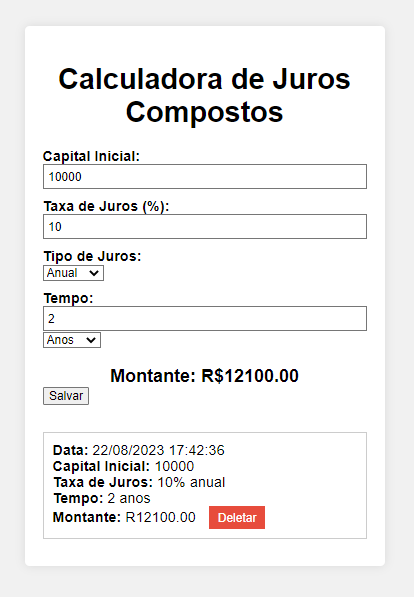 Calculadora de Juros
Compostos
Capital Inicial:
10000
Taxa de Juros (%):
10
Tipo de Juros:
Anual
Tempo:
2
Anos
Montante: R$12100.00
Salvar
Data: 22/08/2023 17:42:36
Capital Inicial: 10000
Taxa de Juros: 10% anual
Tempo: 2 anos
Montante: R12100.00 Deletar